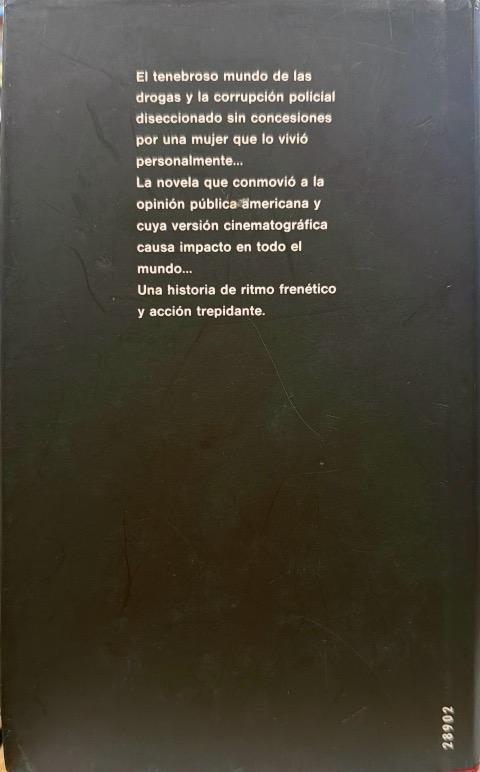 El tenebroso mundo de las
drogas y la corrupción policial
diseccionado sin concesiones
por una mujer que lo vivió
personalmente...
La novela que conmovió a la
opinión pública americana y
cuya versión cinematográfica
causa impacto en todo el
mundo...
Una historia de ritmo frenético
y acción trepidante.
28902